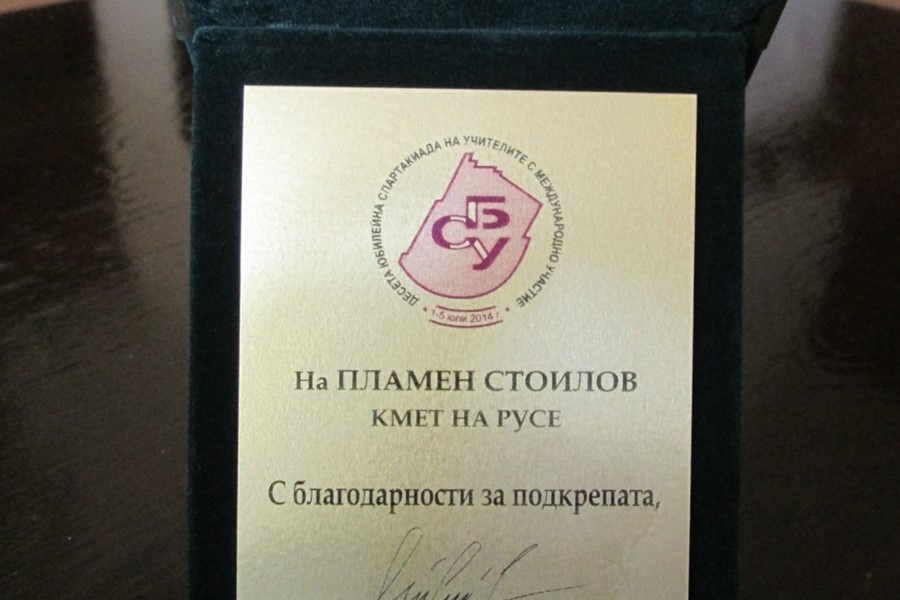 ДЕСЕТА ЮБИЛЕЙНА СПАРТАКИАДА НА УЧИТЕЛИТЕ С МЕЖДУНАРОДНО УЧАСТИЕ
СБУ
1-5 юли 2014 г.
На ПЛАМЕН СТОИЛОВ
КМЕТ НА РУСЕ
С благодарности за подкрепата,